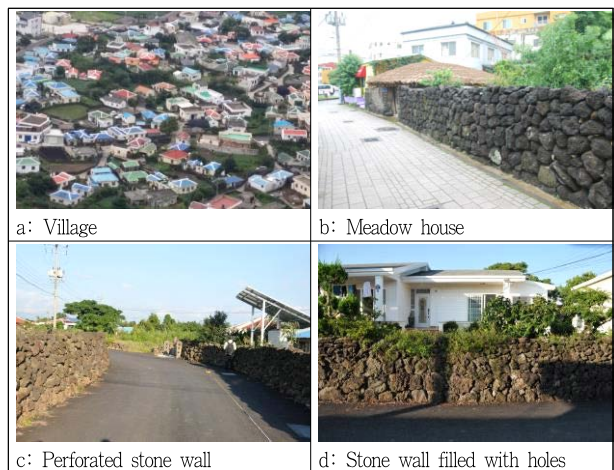 a: Village
b: Meadow house
c: Perforated stone wall
d: Stone wall filled with holes